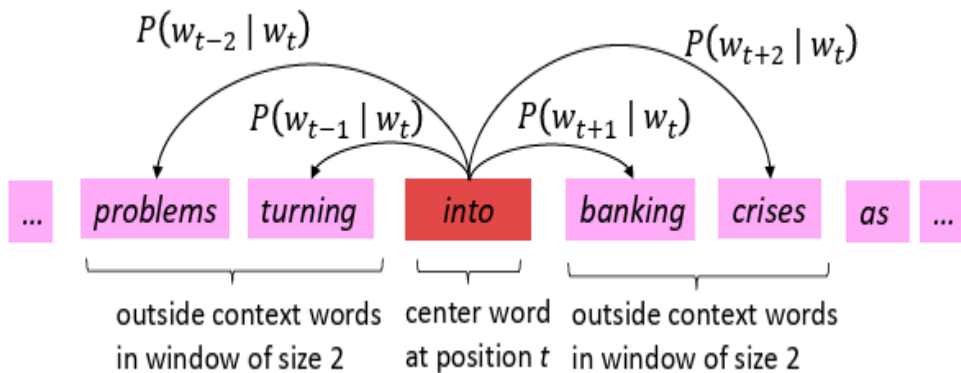 P(w_{t−2} | w_t)
P(w_{t+2} | w_t)
P(w_{t−1} | w_t)
P(w_{t+1} | w_t)
... problems turning into banking crises as ...
outside context words
in window of size 2
center word
at position t
outside context words
in window of size 2